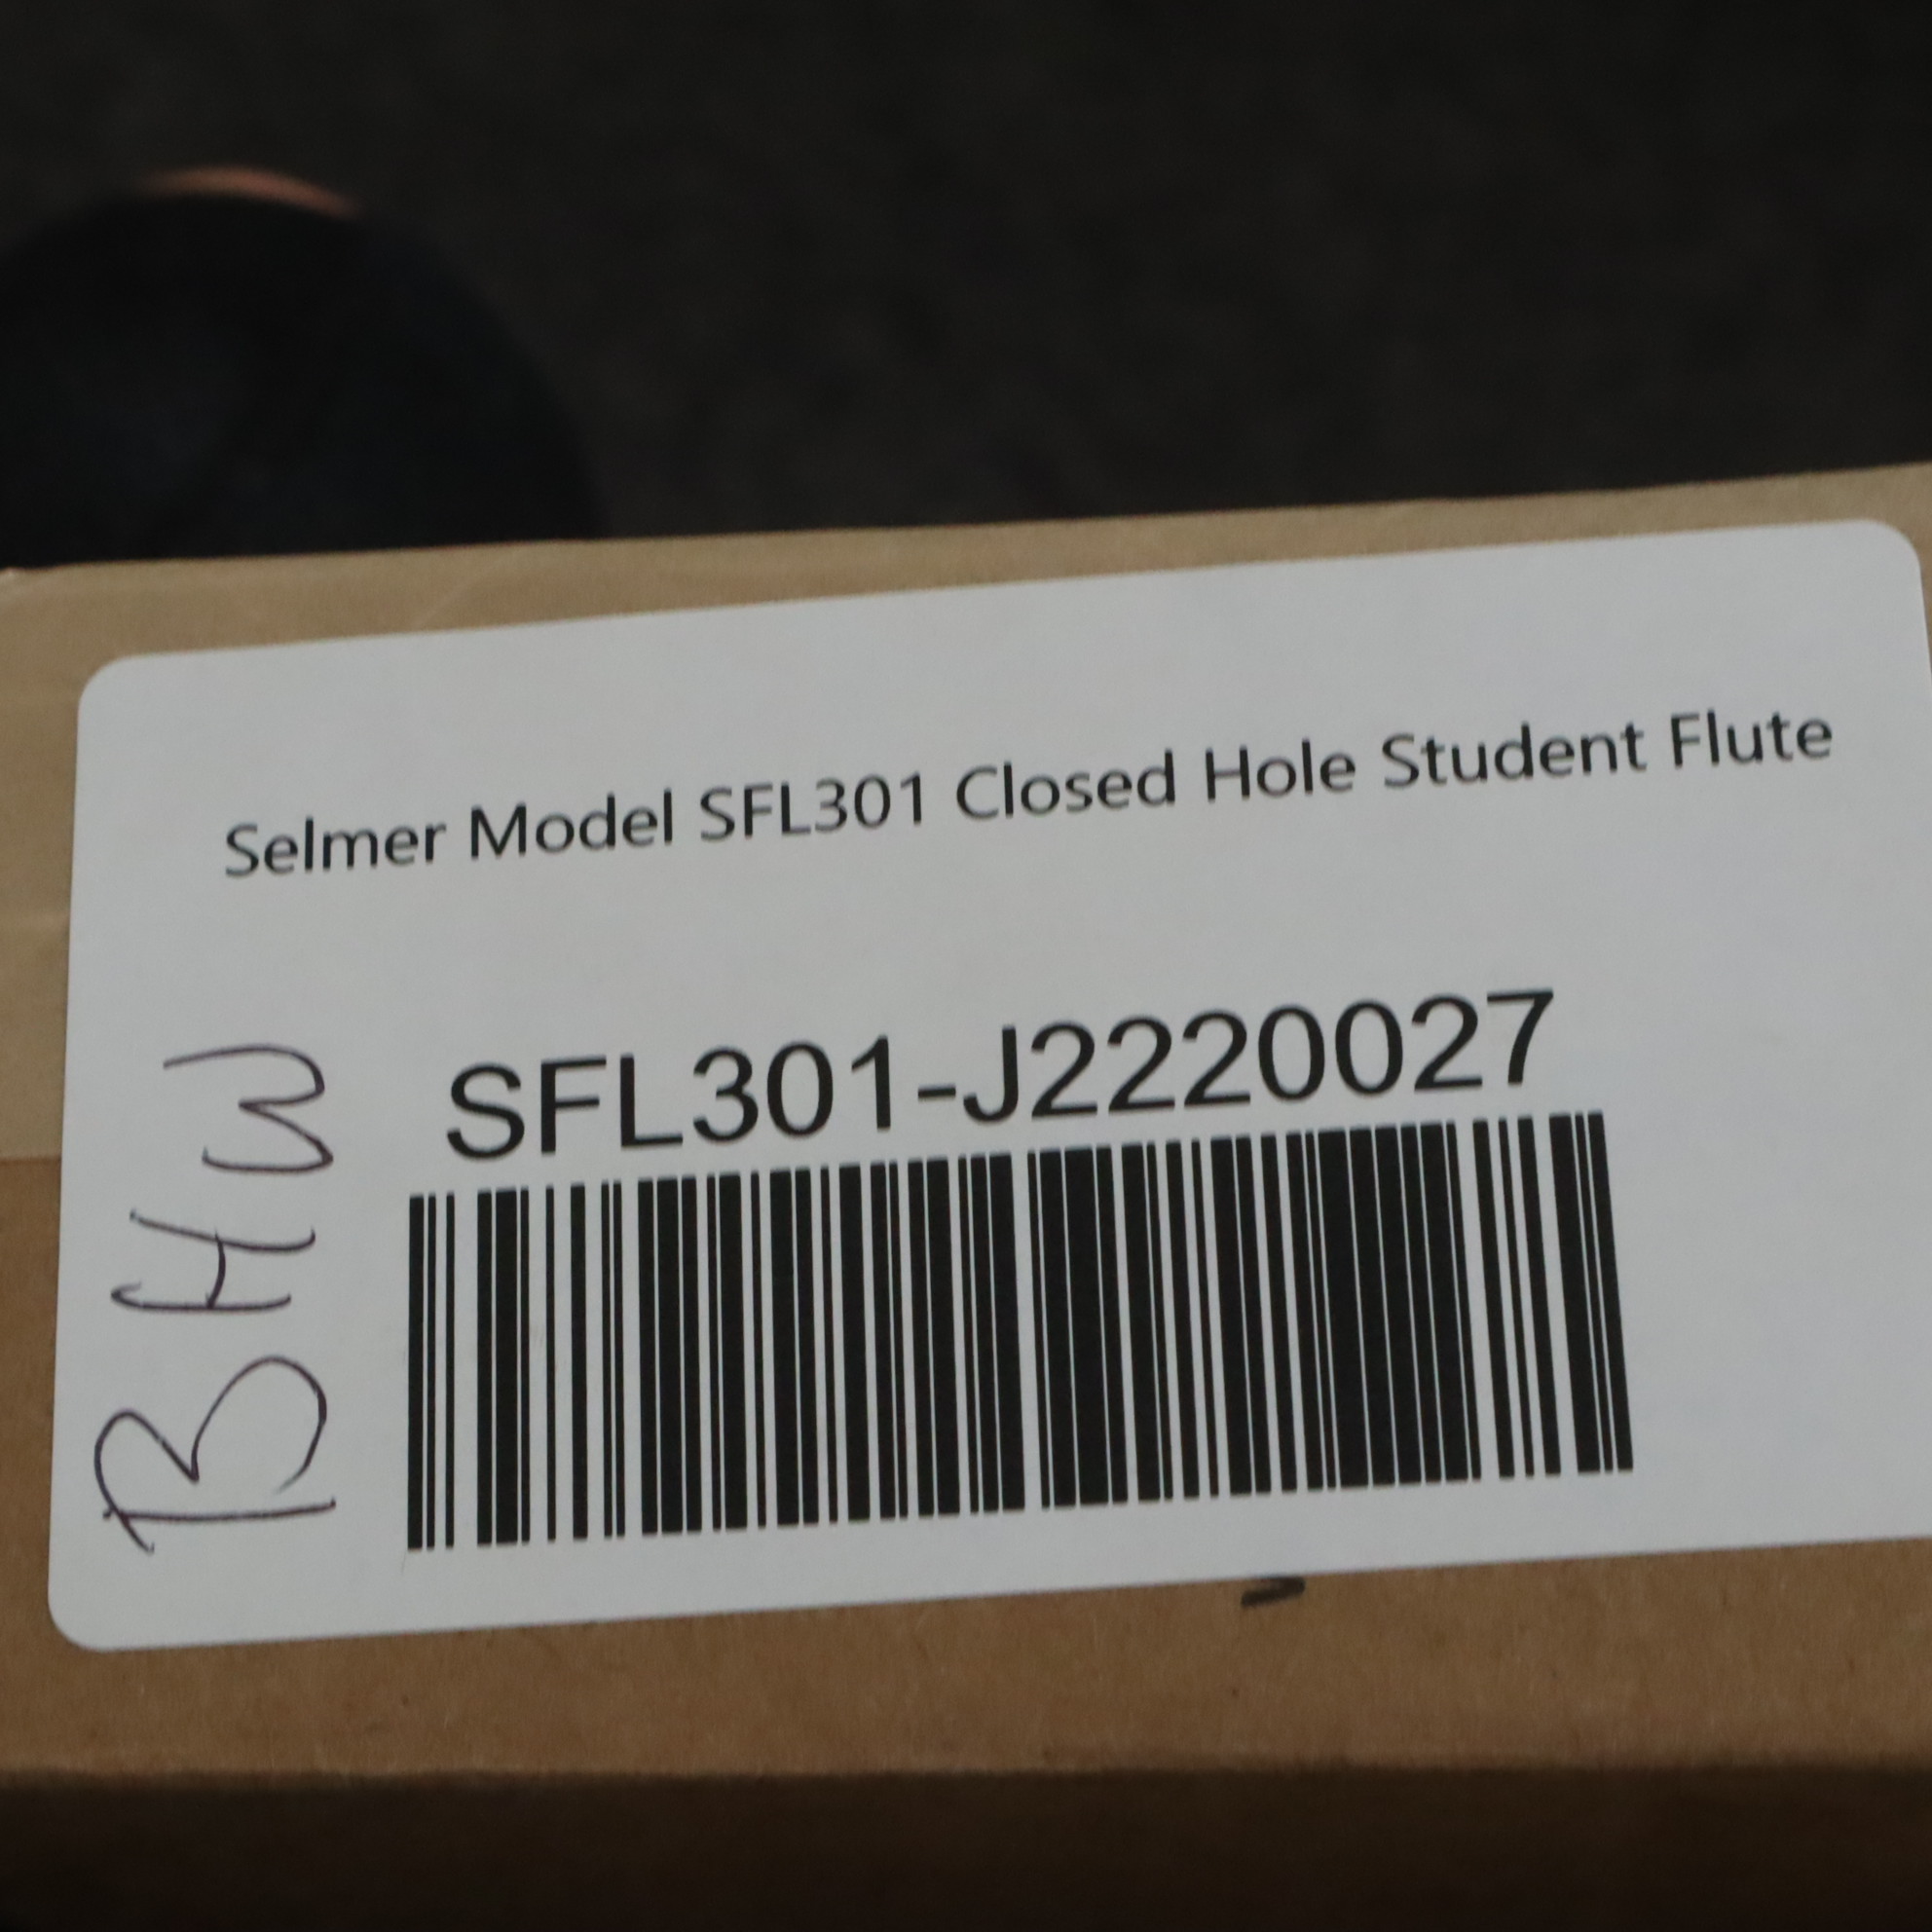 Selmer Model SFL301 Closed Hole Student Flute
SFL301-J2220027
BHW